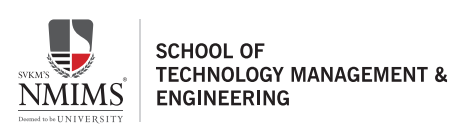 SVKM'S
NMIMS®
Deemed to be UNIVERSITY
SCHOOL OF
TECHNOLOGY MANAGEMENT &
ENGINEERING